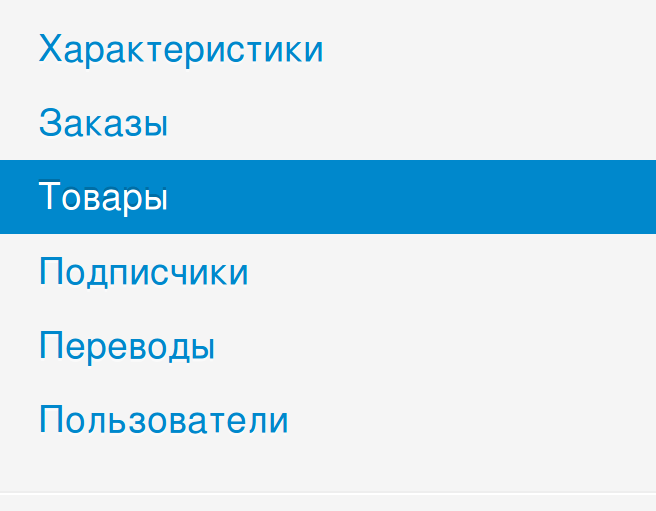 Характеристики
Заказы
Товары
Подписчики
Переводы
Пользователи